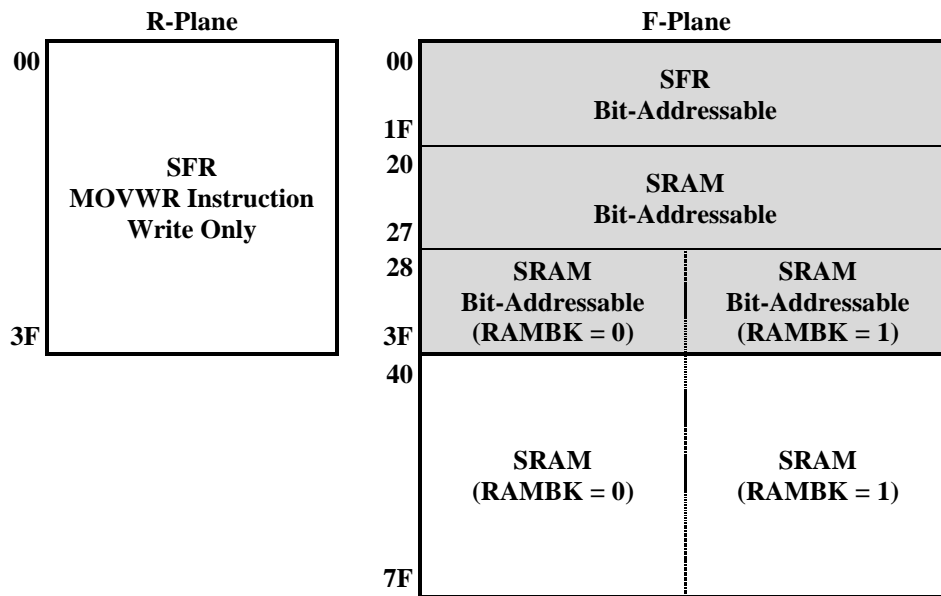 R-Plane
00
SFR
MOVWR Instruction
Write Only
3F
F-Plane
00
SFR
Bit-Addressable
1F
20
SRAM
Bit-Addressable
27
28
SRAM
Bit-Addressable
(RAMBK = 0)
SRAM
Bit-Addressable
(RAMBK = 1)
3F
40
SRAM
(RAMBK = 0)
SRAM
(RAMBK = 1)
7F